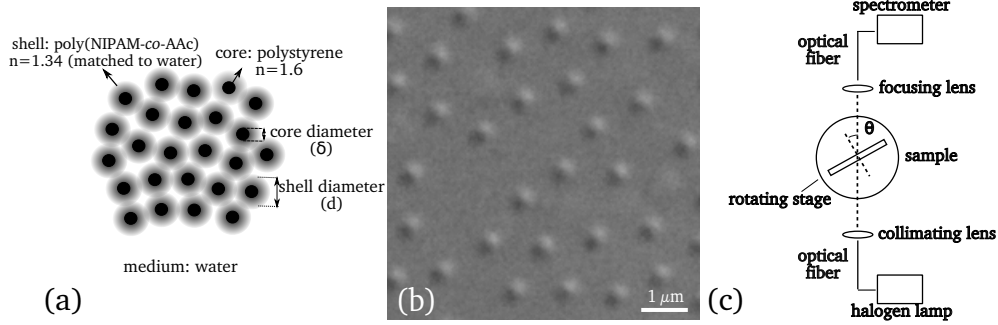 shell: poly(NIPAM-co-AAc)
n=1.34 (matched to water)
core: polystyrene
n=1.6
core diameter
(δ)
shell diameter
(d)
medium: water
(a)
(b)
1 μm
(c)
spectrometer
optical
fiber
focusing lens
θ
sample
rotating stage
collimating lens
optical
fiber
halogen lamp